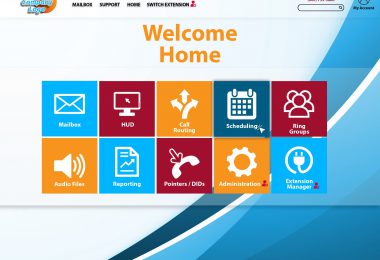 Company
Logo
MAILBOX SUPPORT HOME SWITCH EXTENSION
My Account
Welcome
Home
Mailbox
HUD
Call
Routing
Scheduling
Ring
Groups
Audio Files
Reporting
Pointers / DIDs
Administration
Extension
Manager